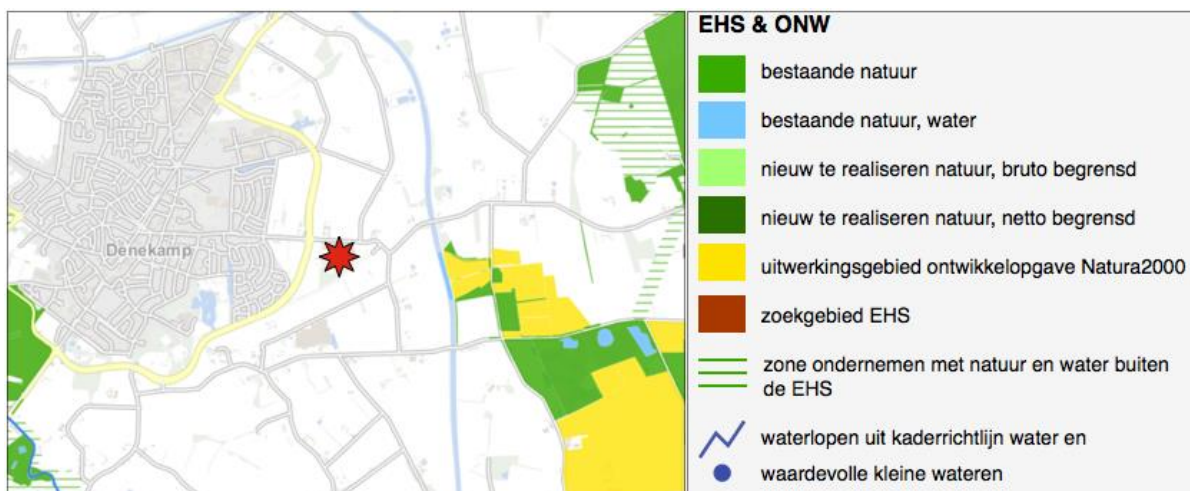 Denekamp
EHS & ONW
bestaande natuur
bestaande natuur, water
nieuw te realiseren natuur, bruto begrensd
nieuw te realiseren natuur, netto begrensd
uitwerkingsgebied ontwikkelopgave Natura2000
zoekgebied EHS
zone ondernemen met natuur en water buiten
de EHS
waterlopen uit kaderrichtlijn water en
waardevolle kleine wateren